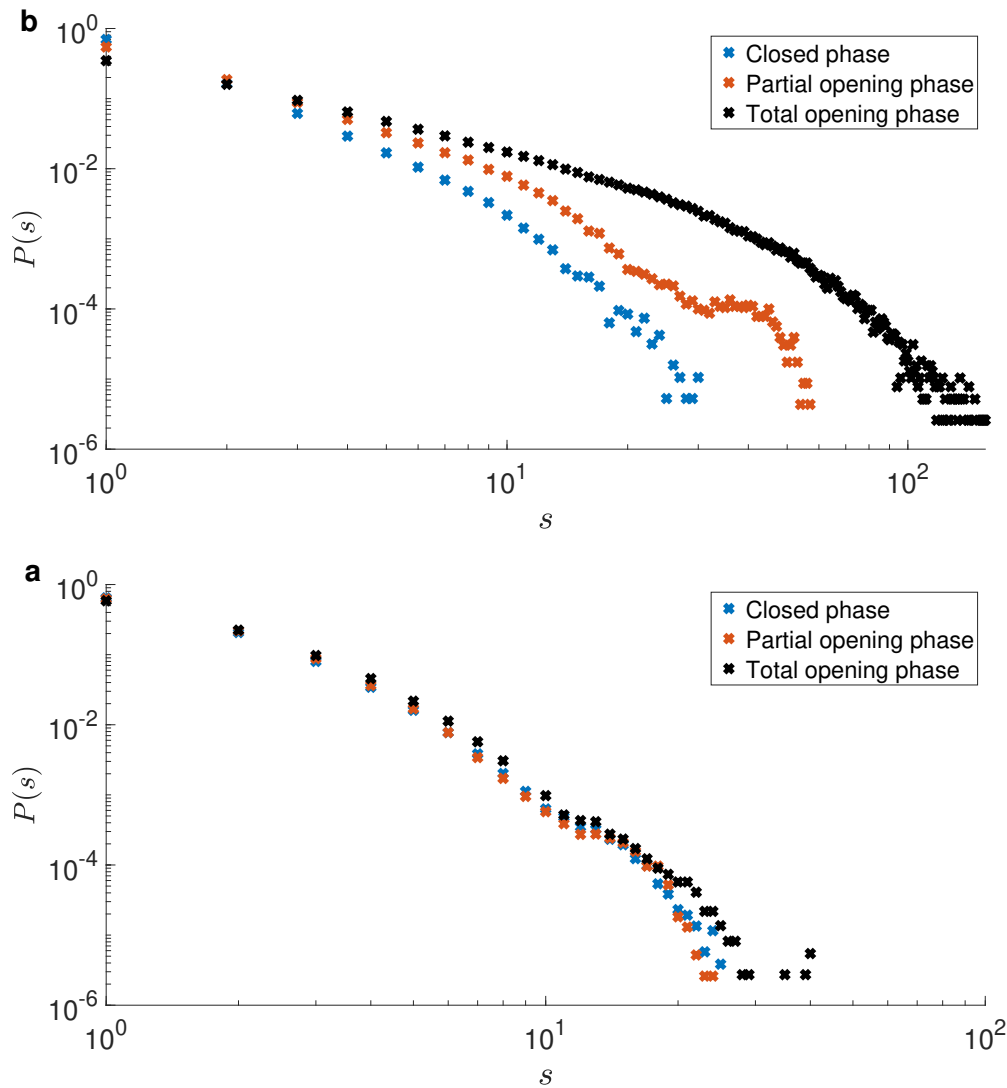 b
10^0
10^-2
10^-4
10^-6
P(s)
Closed phase
Partial opening phase
Total opening phase
10^0
10^1
10^2
s
a
10^0
10^-2
10^-4
10^-6
P(s)
Closed phase
Partial opening phase
Total opening phase
10^0
10^1
10^2
s